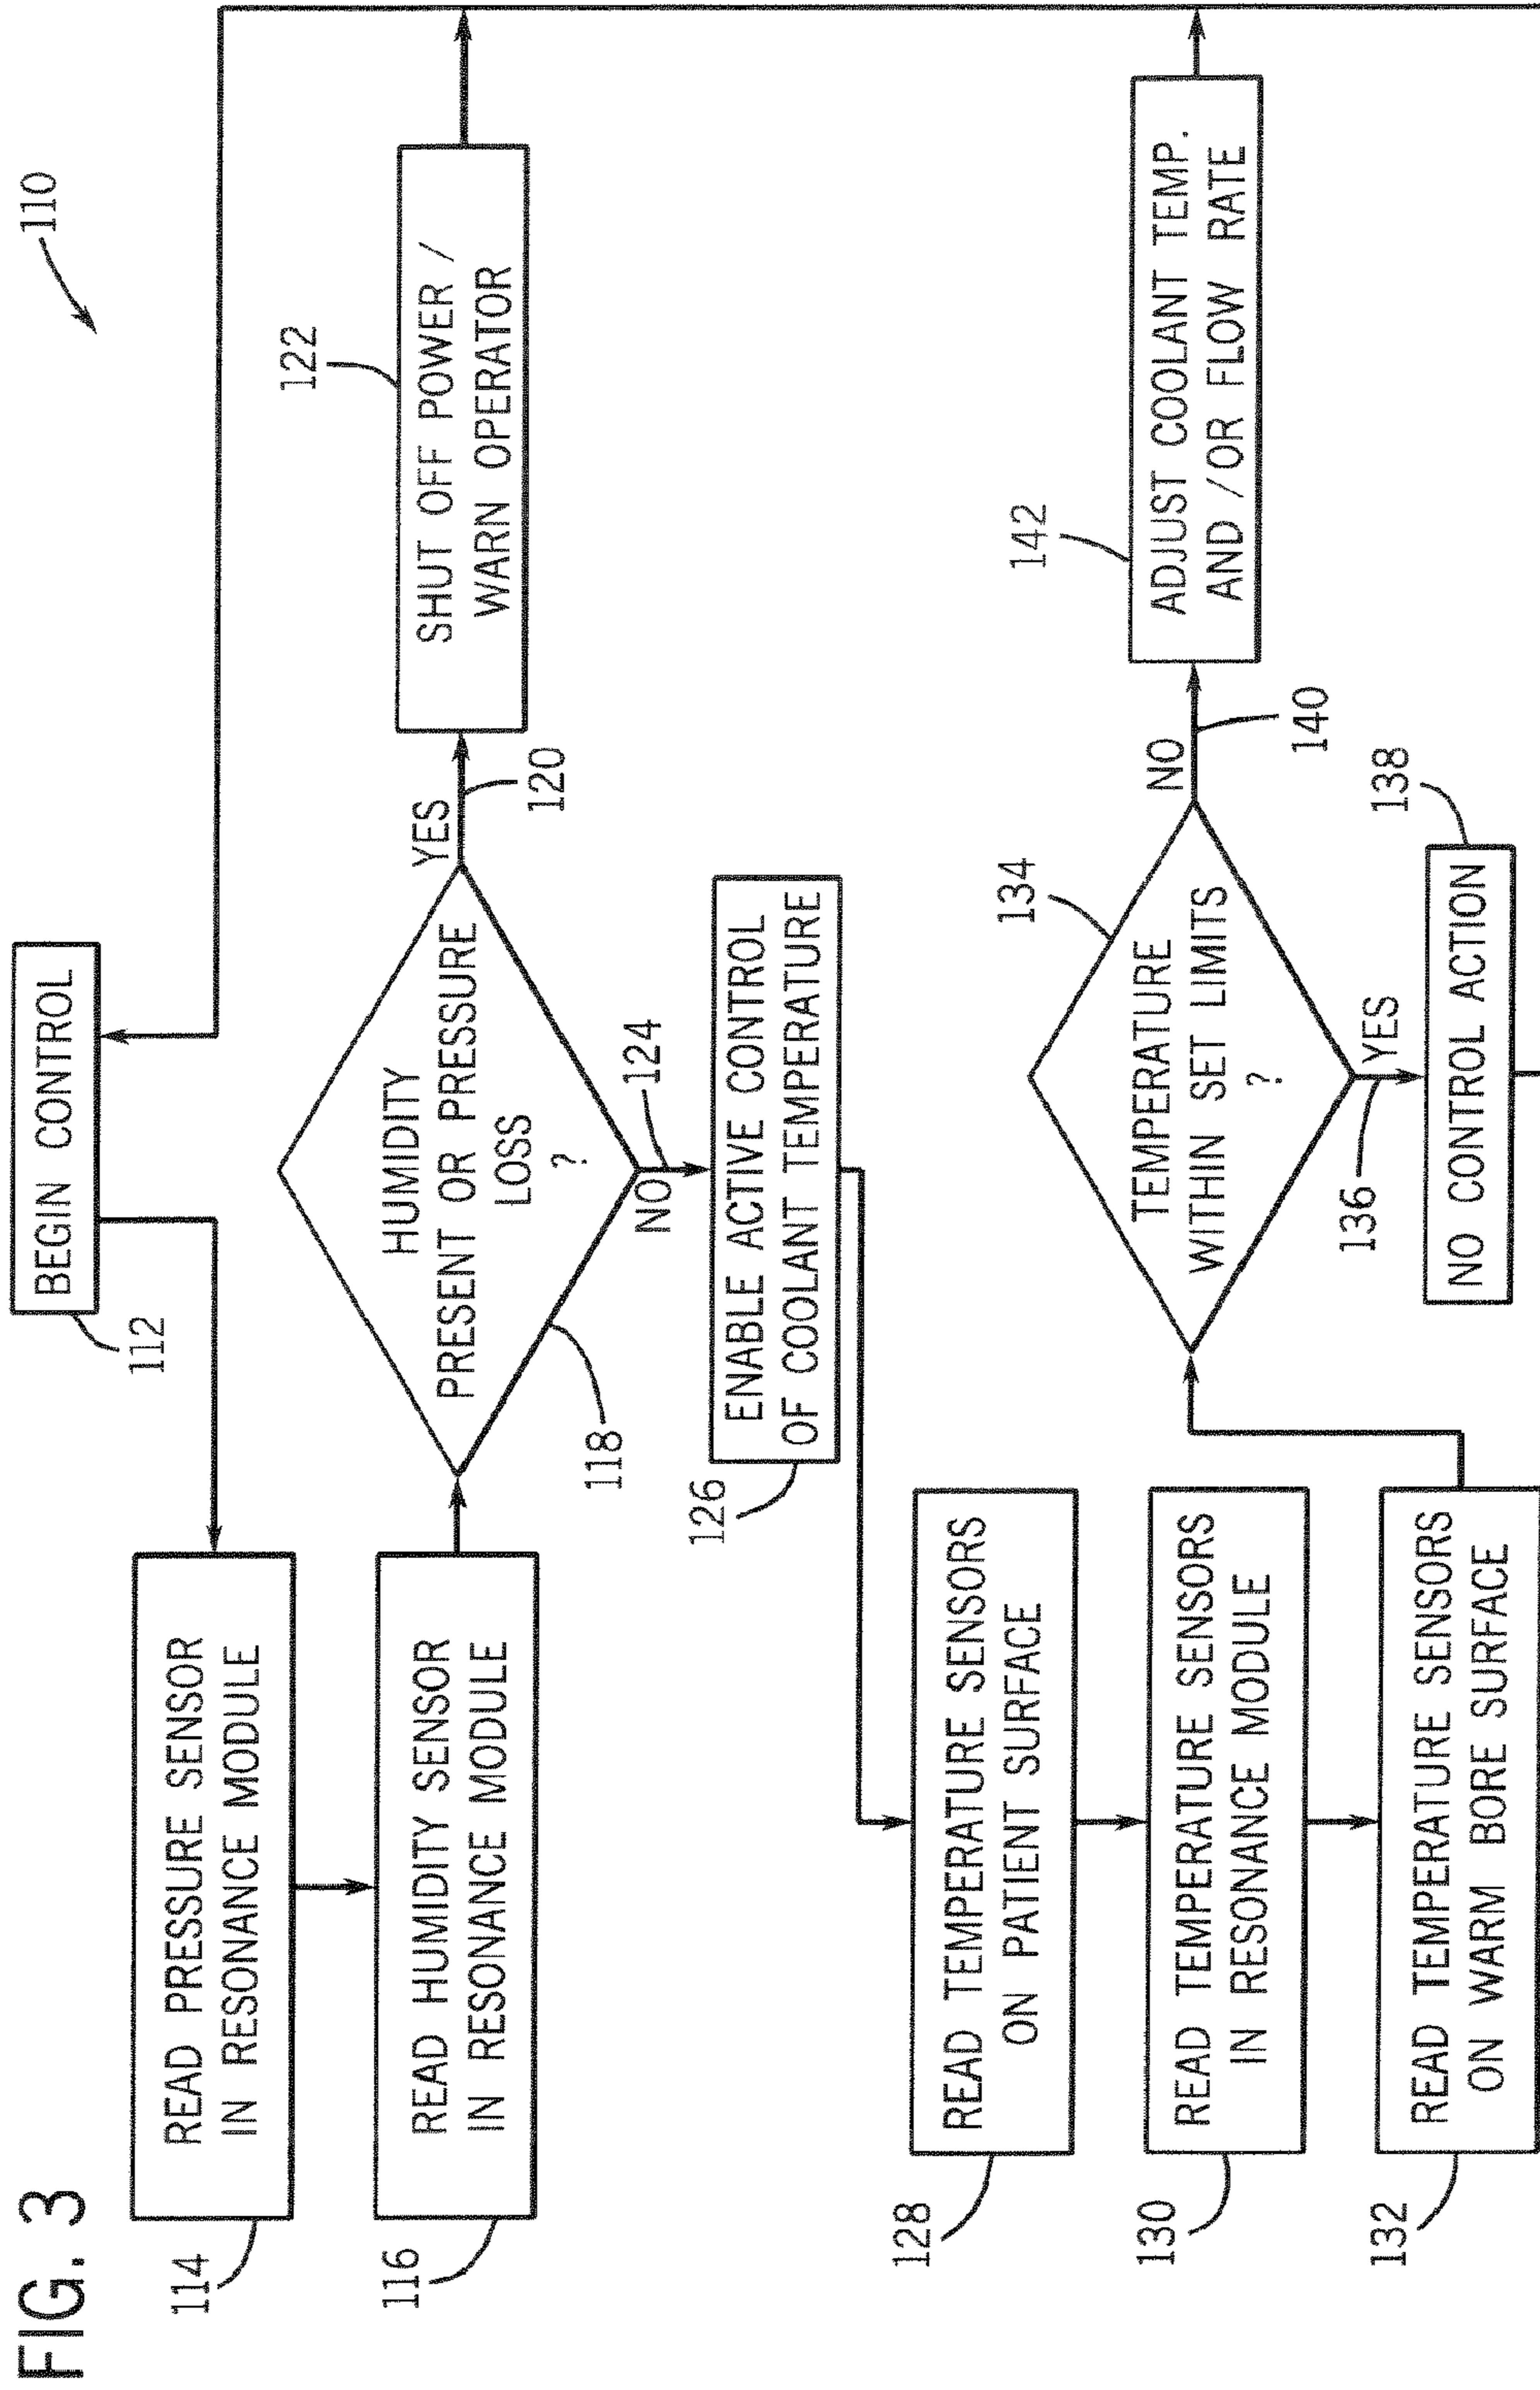 FIG. 3
110
BEGIN CONTROL
112
READ PRESSURE SENSOR
IN RESONANCE MODULE
114
READ HUMIDITY SENSOR
IN RESONANCE MODULE
116
HUMIDITY
PRESENT OR PRESSURE
LOSS
?
118
YES
120
SHUT OFF POWER /
WARN OPERATOR
122
NO
124
ENABLE ACTIVE CONTROL
OF COOLANT TEMPERATURE
126
READ TEMPERATURE SENSORS
ON PATIENT SURFACE
128
READ TEMPERATURE SENSORS
IN RESONANCE MODULE
130
READ TEMPERATURE SENSORS
ON WARM BORE SURFACE
132
TEMPERATURE
WITHIN SET LIMITS
?
134
YES
136
NO CONTROL ACTION
138
NO
140
ADJUST COOLANT TEMP.
AND /OR FLOW RATE
142